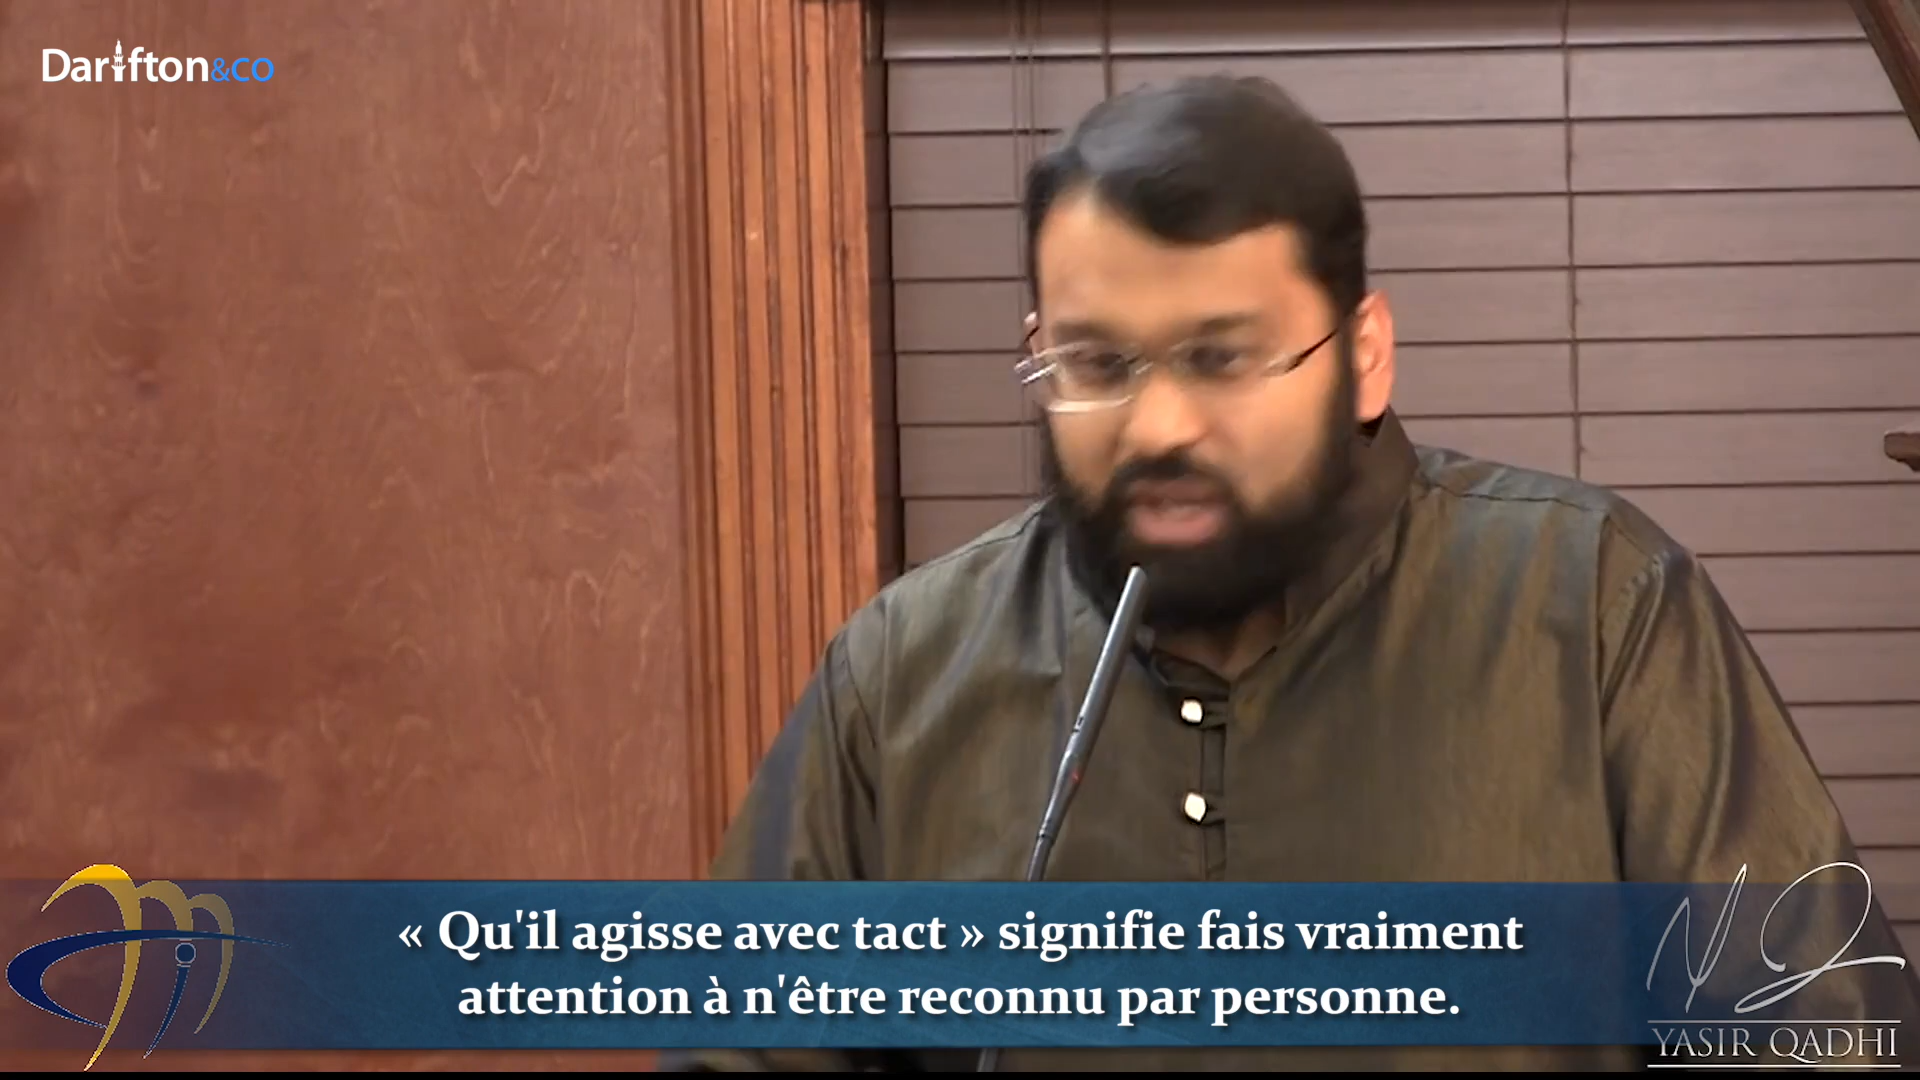 Darifton&co
« Qu'il agisse avec tact » signifie fais vraiment
attention à n'être reconnu par personne.
YASIR QADHI